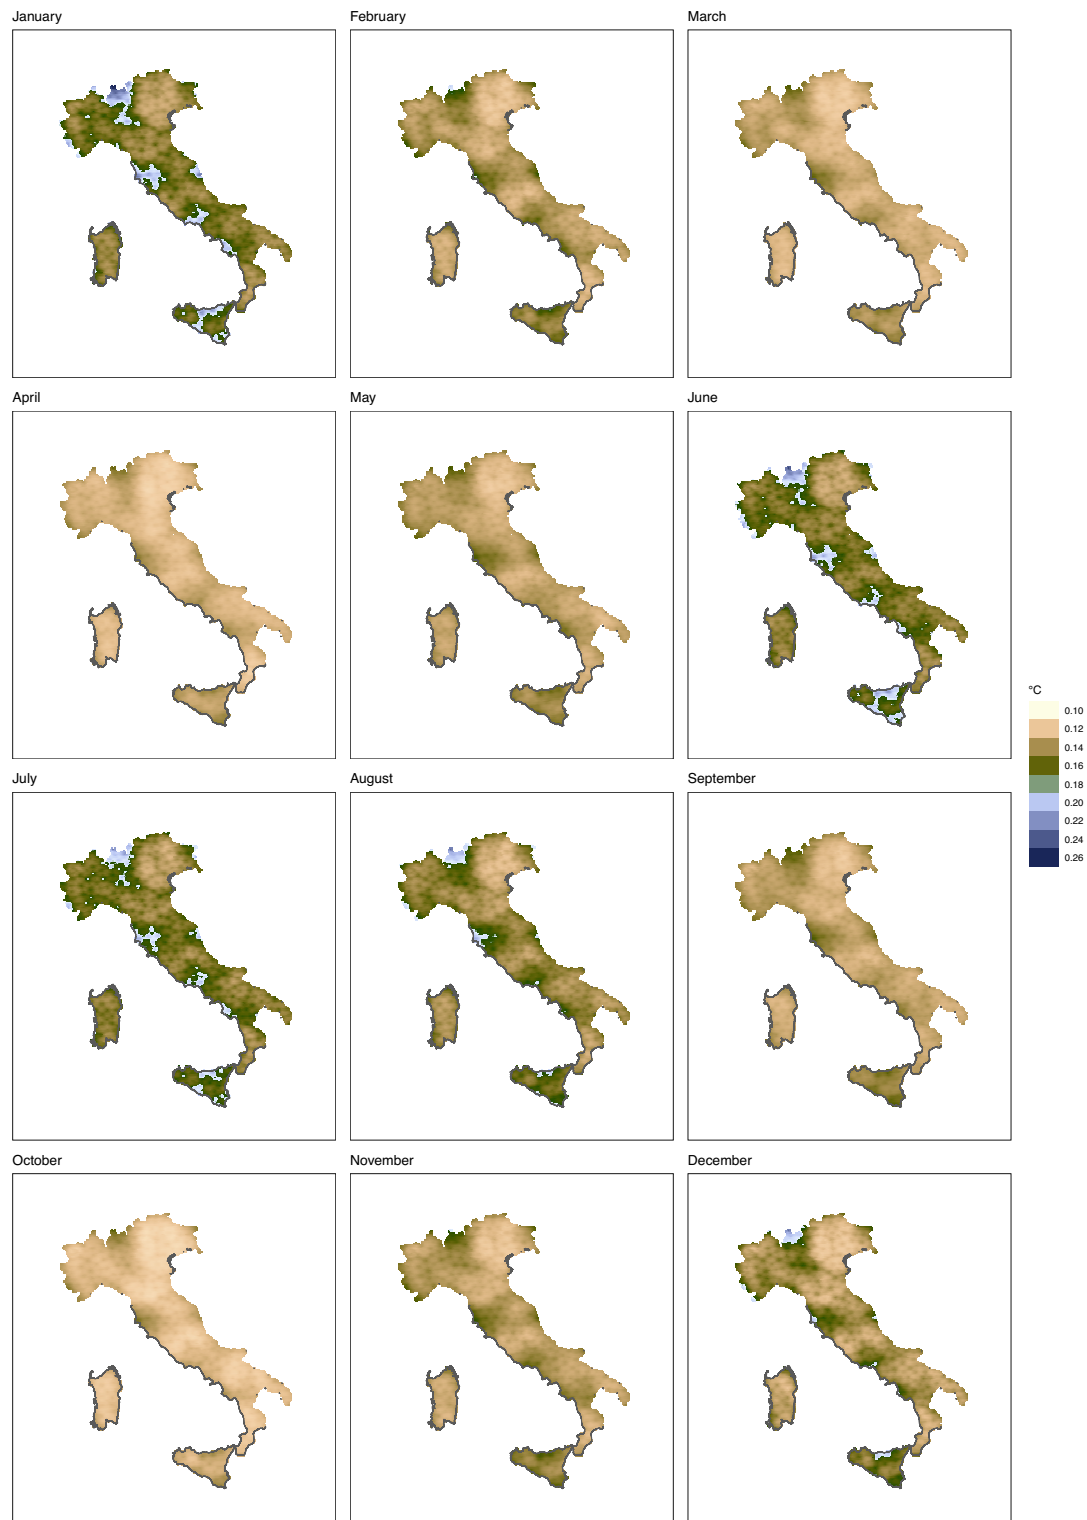 January
February
March
April
May
June
°C
0.10
0.12
0.14
0.16
0.18
0.20
0.22
0.24
0.26
July
August
September
October
November
December